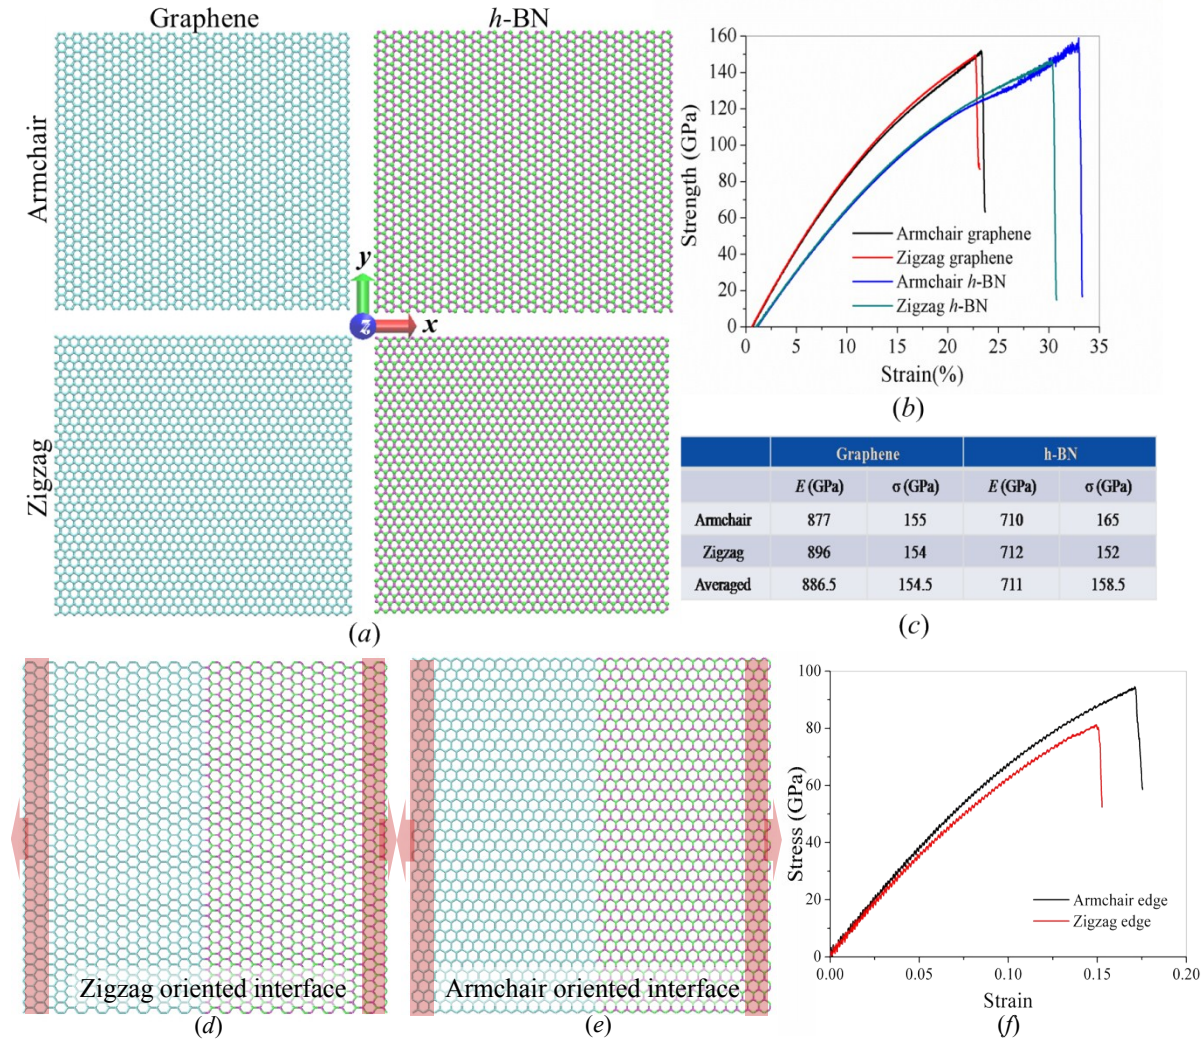 Graphene
h-BN
Armchair
Zigzag
y
z
x
(a)
160
140
120
100
80
60
40
20
0
0
5
10
15
20
25
30
35
Strength (GPa)
Strain(%)
Armchair graphene
Zigzag graphene
Armchair h-BN
Zigzag h-BN
(b)
Graphene h-BN
E (GPa) σ (GPa) E (GPa) σ (GPa)
Armchair 877 155 710 165
Zigzag 896 154 712 152
Averaged 886.5 154.5 711 158.5
(c)
Zigzag oriented interface
(d)
Armchair oriented interface
(e)
100
80
60
40
20
0
0.00
0.05
0.10
0.15
0.20
Stress (GPa)
Strain
Armchair edge
Zigzag edge
(f)